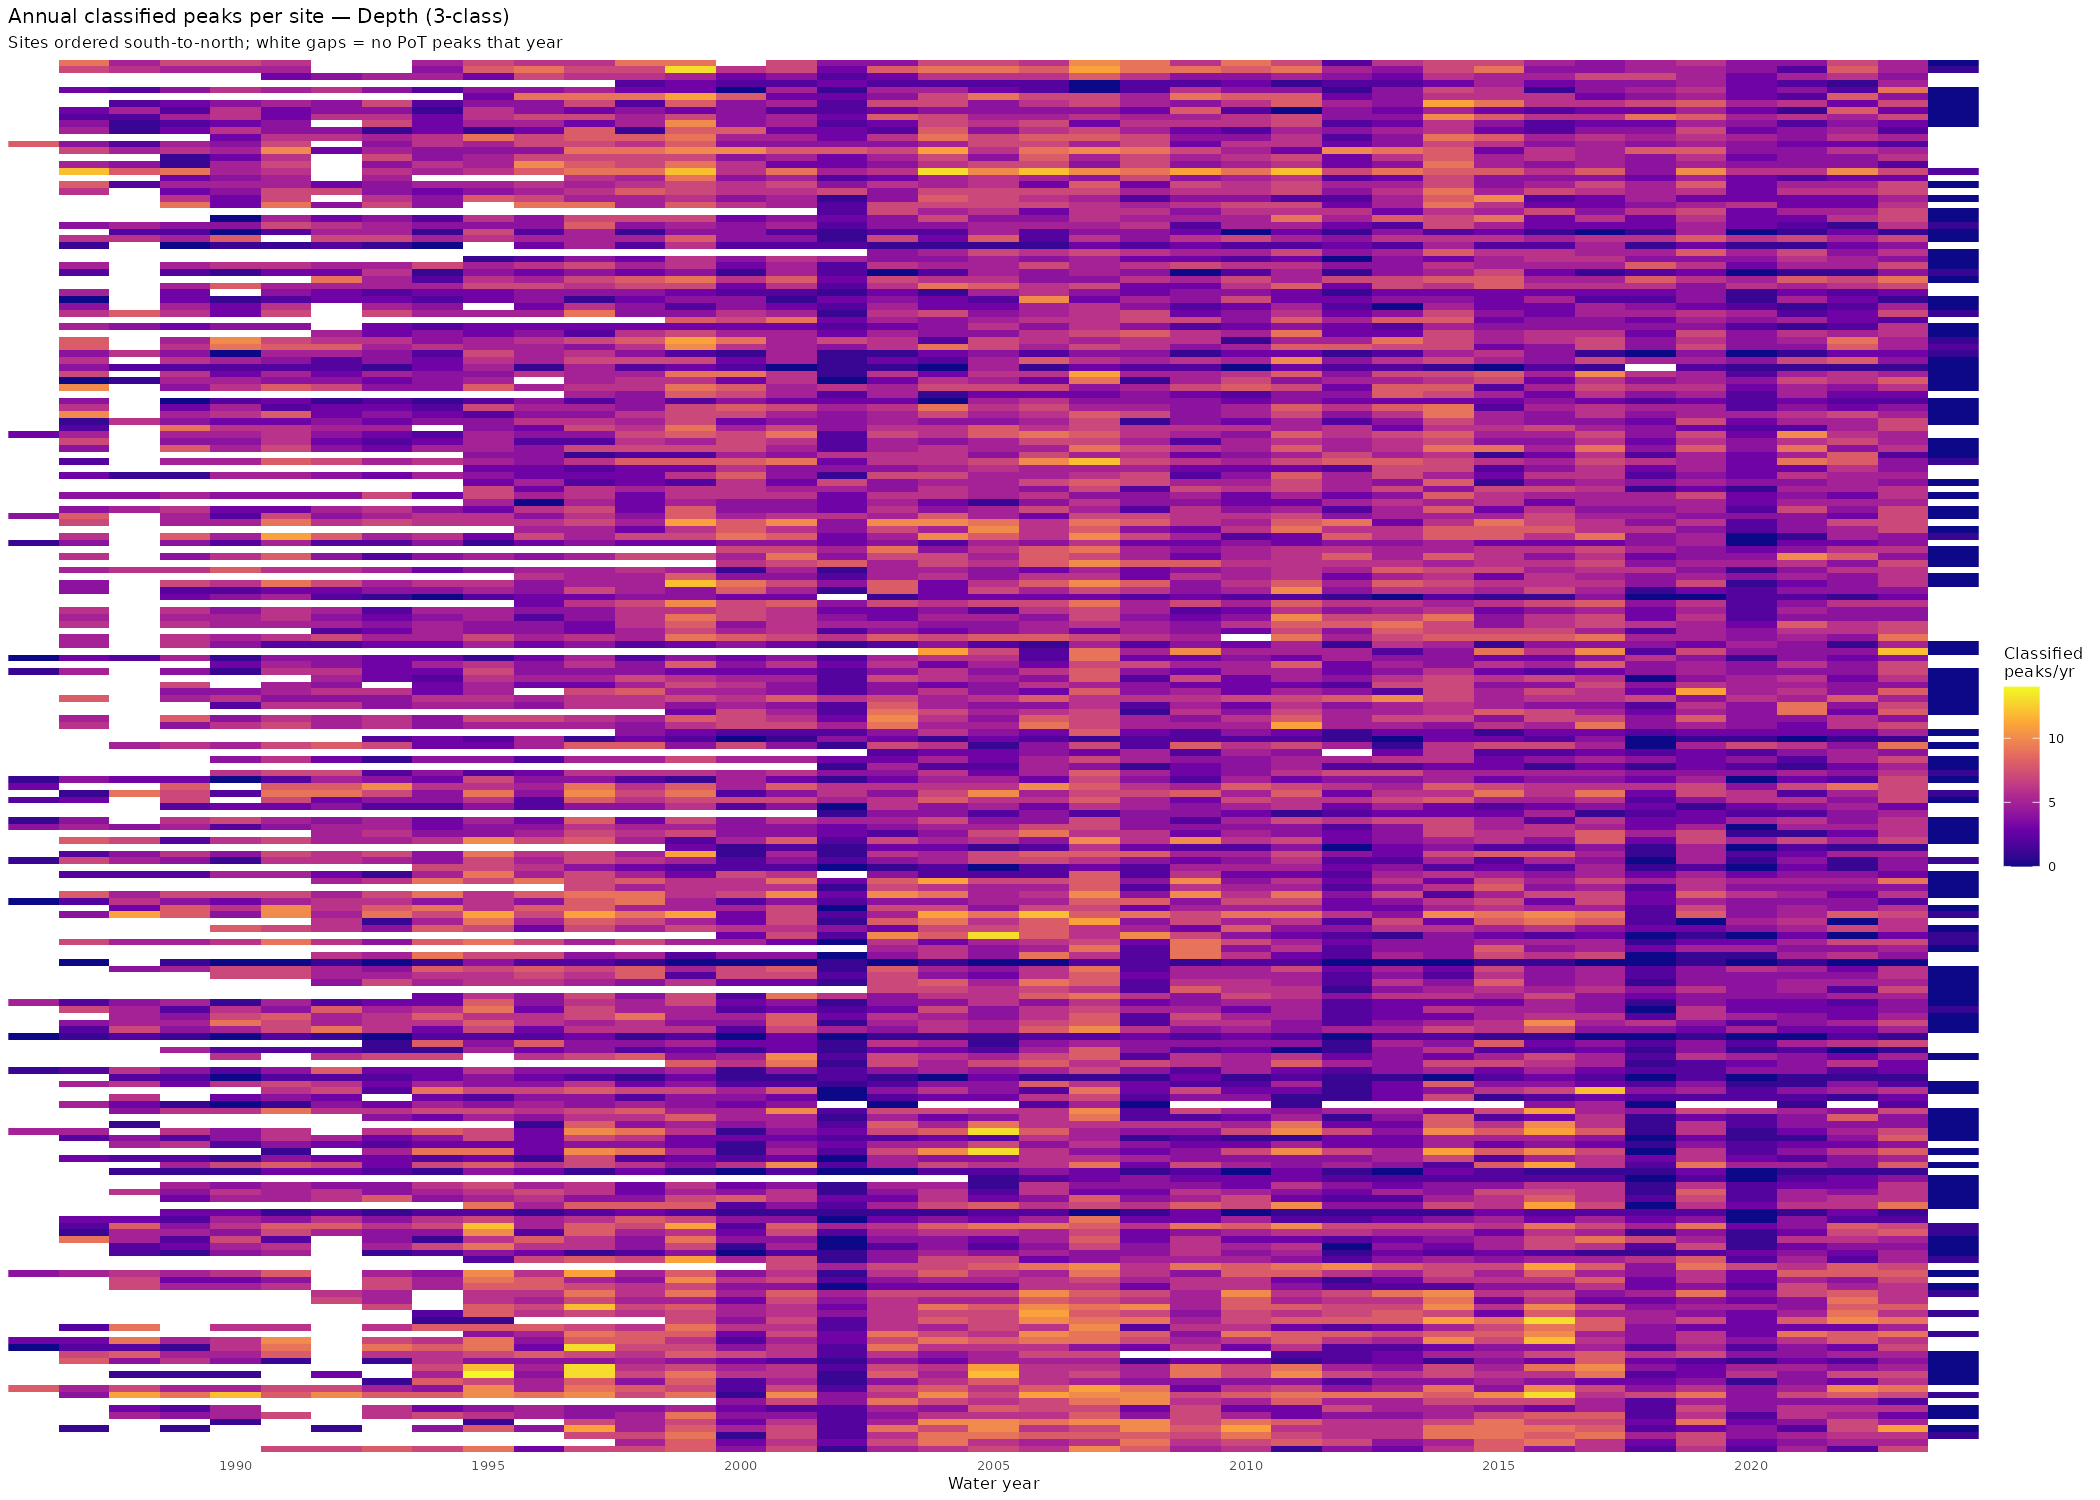 Annual classified peaks per site — Depth (3-class)
Sites ordered south-to-north; white gaps = no PoT peaks that year
Classified
peaks/yr
10
5
0
1990 1995 2000 2005 2010 2015 2020
Water year